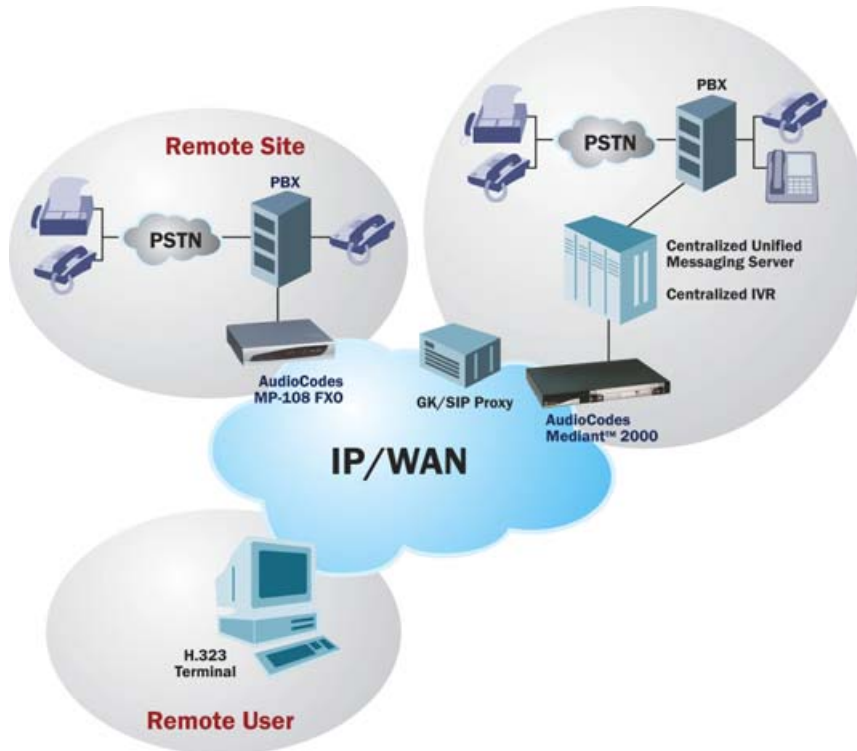 Remote Site
PBX
PSTN
AudioCodes
MP-108 FXO
PBX
PSTN
Centralized Unified
Messaging Server
Centralized IVR
GK/SIP Proxy
AudioCodes
Mediant™ 2000
IP/WAN
H.323
Terminal
Remote User